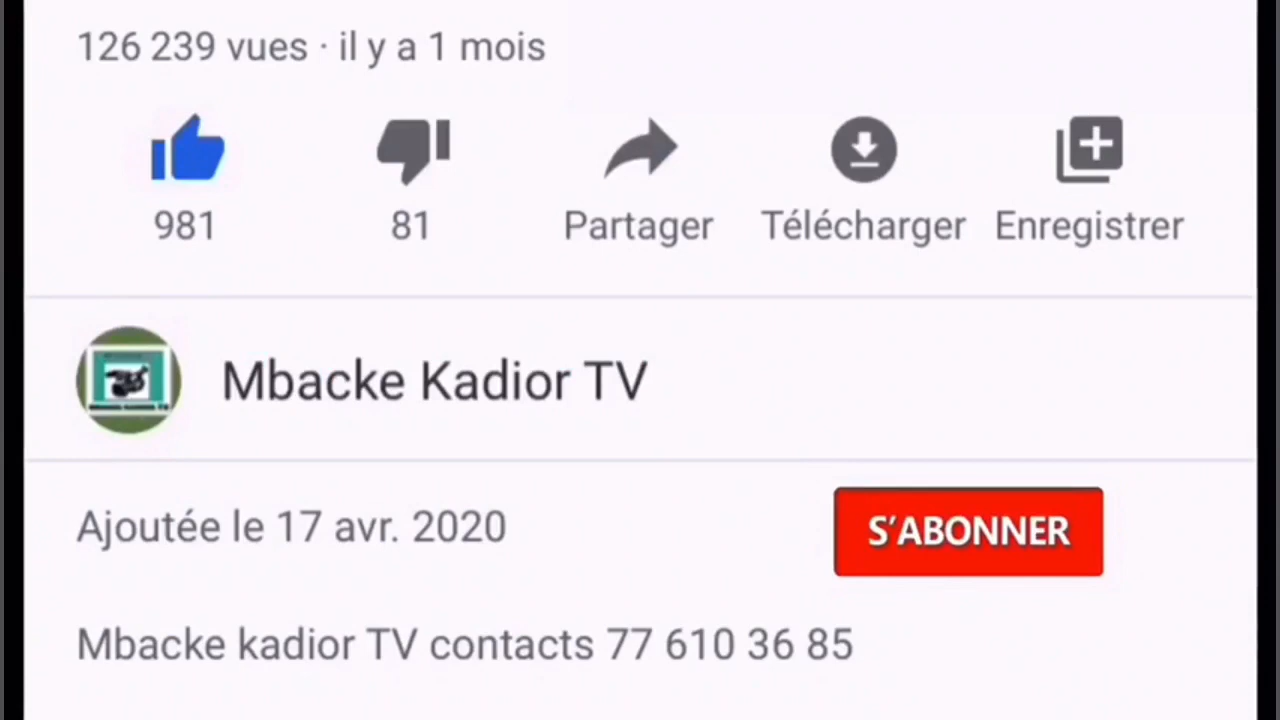 126 239 vues · il y a 1 mois
981 81 Partager Télécharger Enregistrer
Mbacke Kadior TV
Ajoutée le 17 avr. 2020
S'ABONNER
Mbacke kadior TV contacts 77 610 36 85